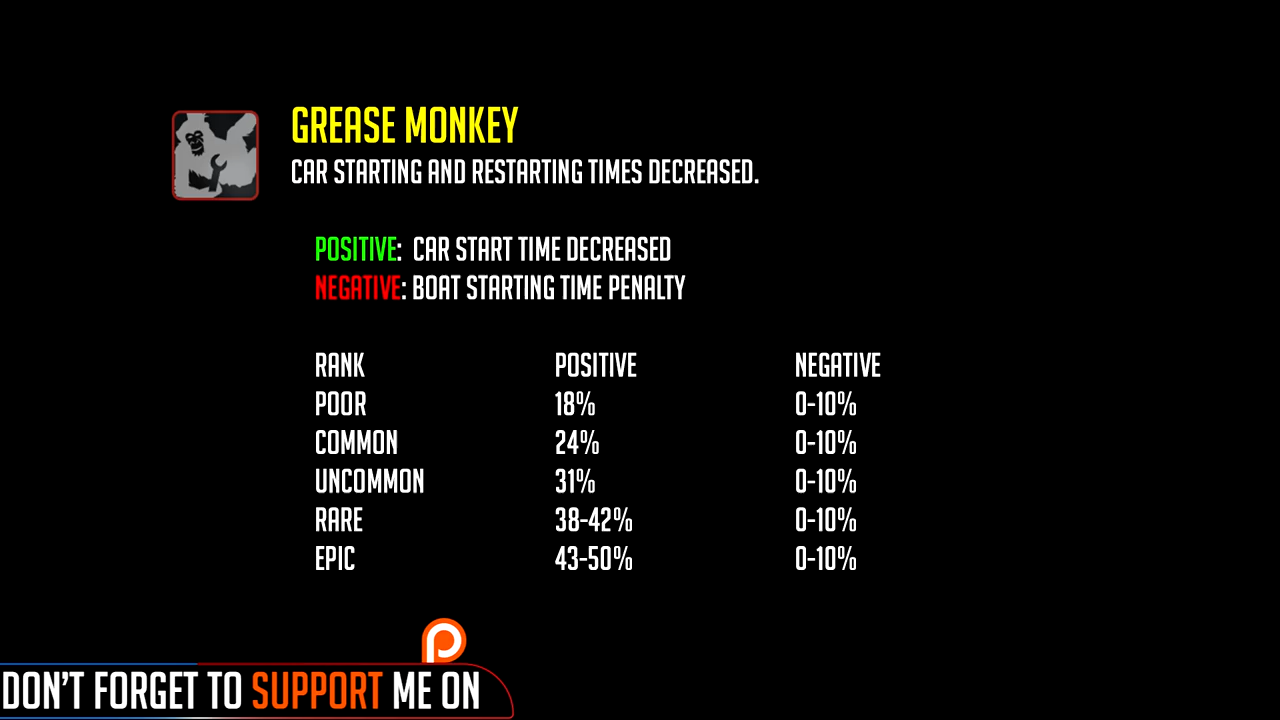 GREASE MONKEY
CAR STARTING AND RESTARTING TIMES DECREASED.
POSITIVE: CAR START TIME DECREASED
NEGATIVE: BOAT STARTING TIME PENALTY
RANK POSITIVE NEGATIVE
POOR 18% 0-10%
COMMON 24% 0-10%
UNCOMMON 31% 0-10%
RARE 38-42% 0-10%
EPIC 43-50% 0-10%
DON'T FORGET TO SUPPORT ME ON